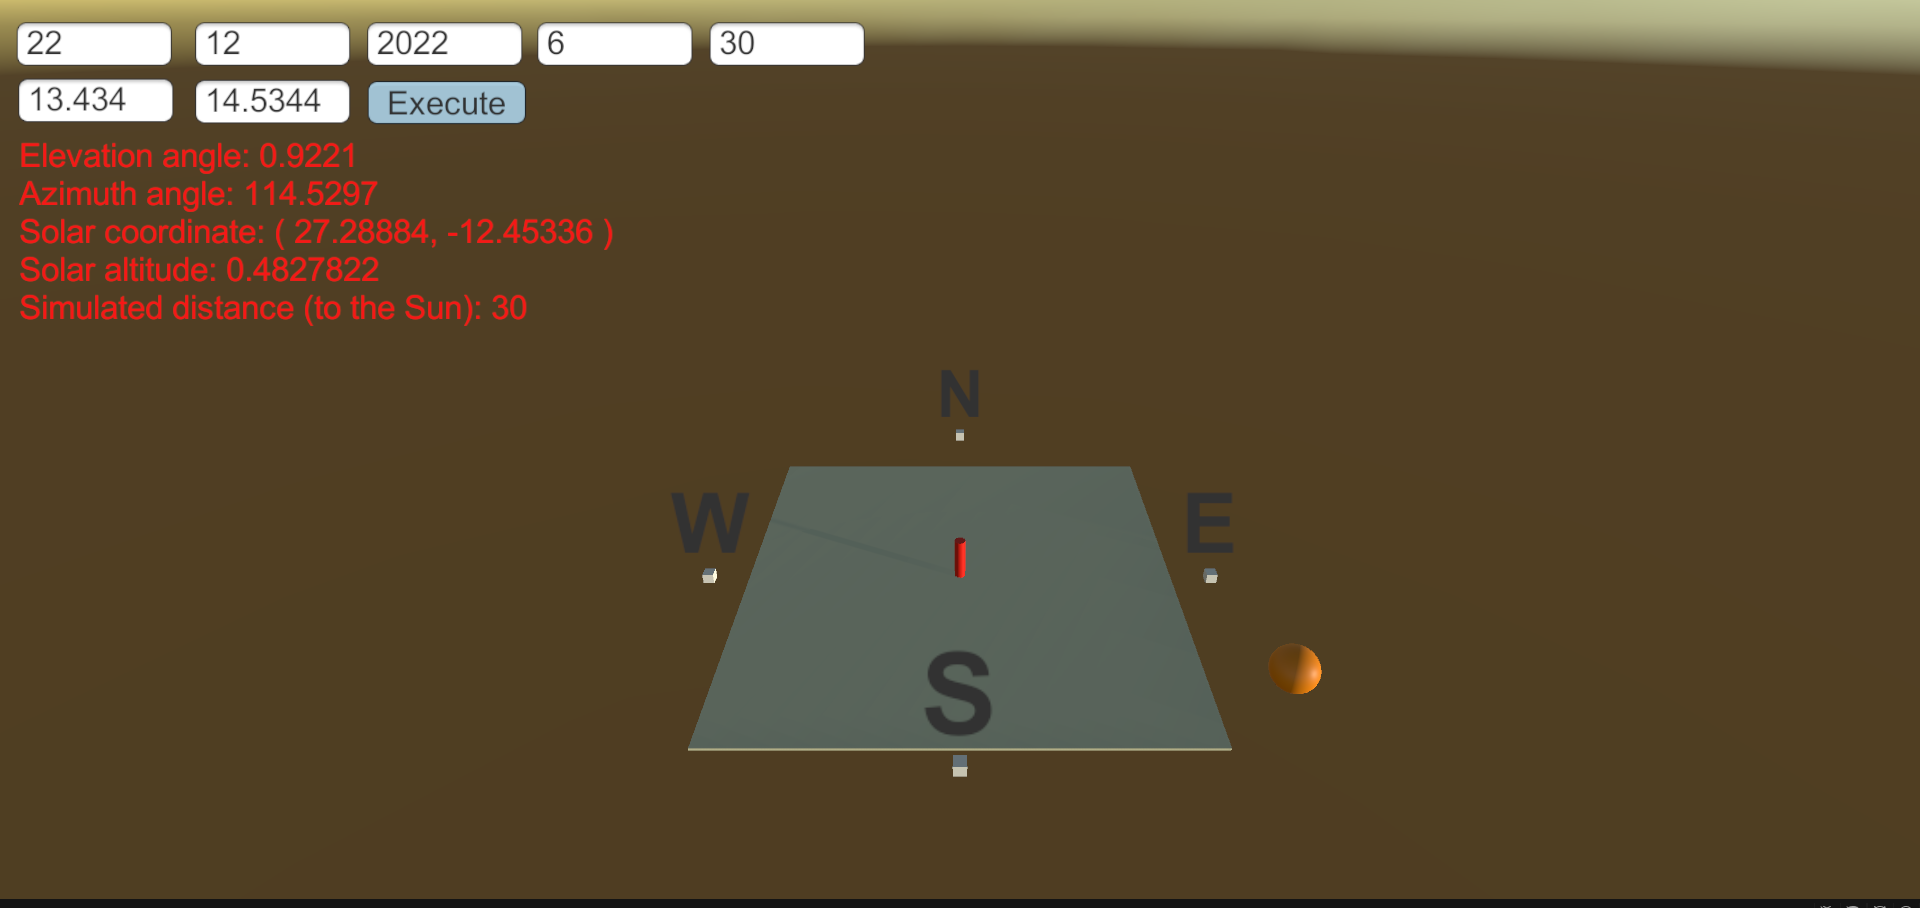 22 12 2022 6 30
13.434 14.5344 Execute
Elevation angle: 0.9221
Azimuth angle: 114.5297
Solar coordinate: ( 27.28884, -12.45336 )
Solar altitude: 0.4827822
Simulated distance (to the Sun): 30
N
W E
S